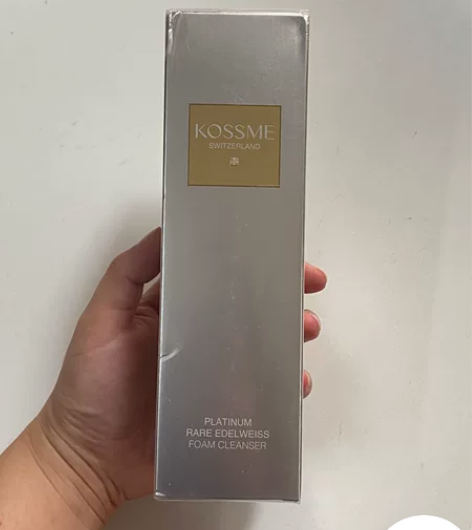 KOSSME
SWITZERLAND
PLATINUM
RARE EDELWEISS
FOAM CLEANSER